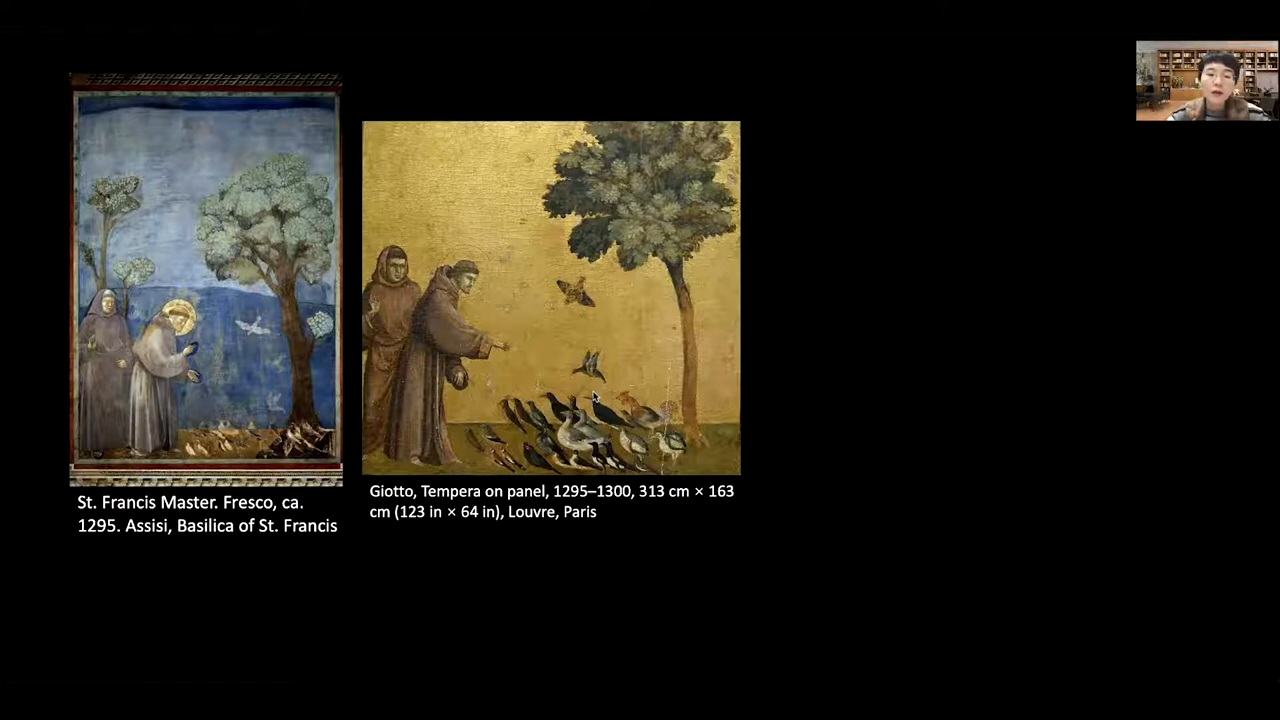 St. Francis Master. Fresco, ca.
1295. Assisi, Basilica of St. Francis
Giotto, Tempera on panel, 1295–1300, 313 cm × 163
cm (123 in × 64 in), Louvre, Paris